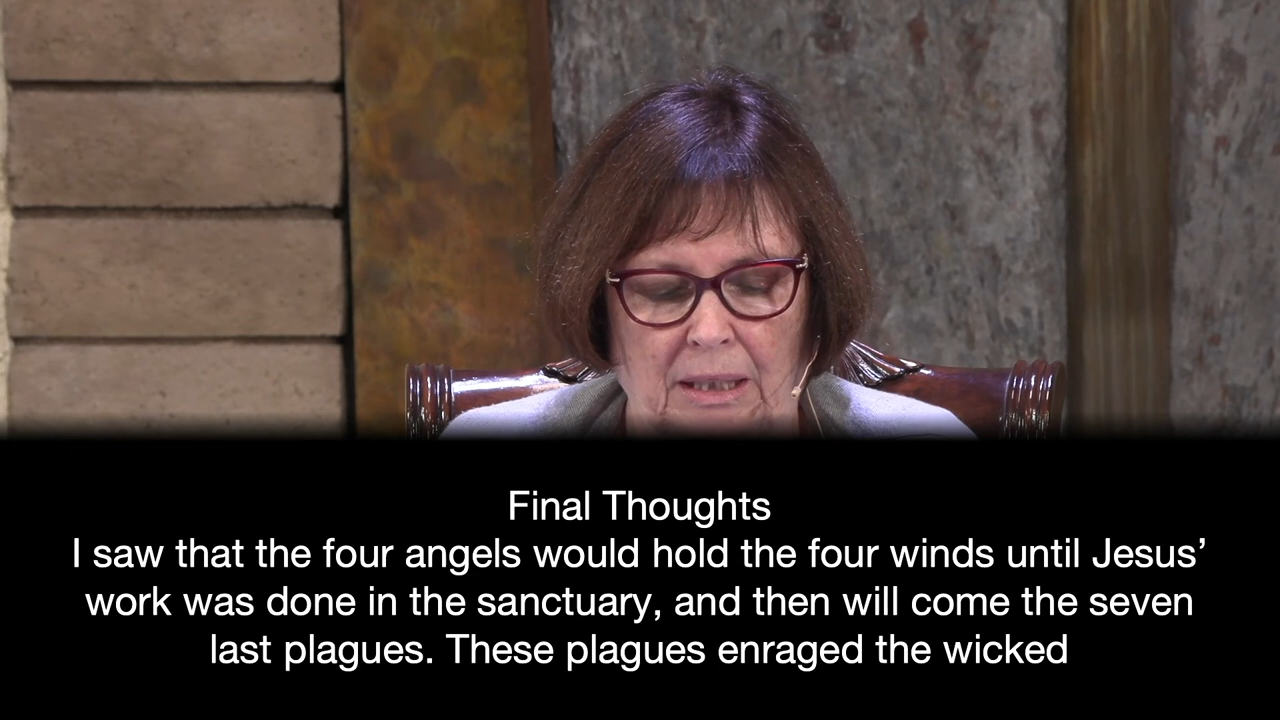 Final Thoughts
I saw that the four angels would hold the four winds until Jesus’
work was done in the sanctuary, and then will come the seven
last plagues. These plagues enraged the wicked